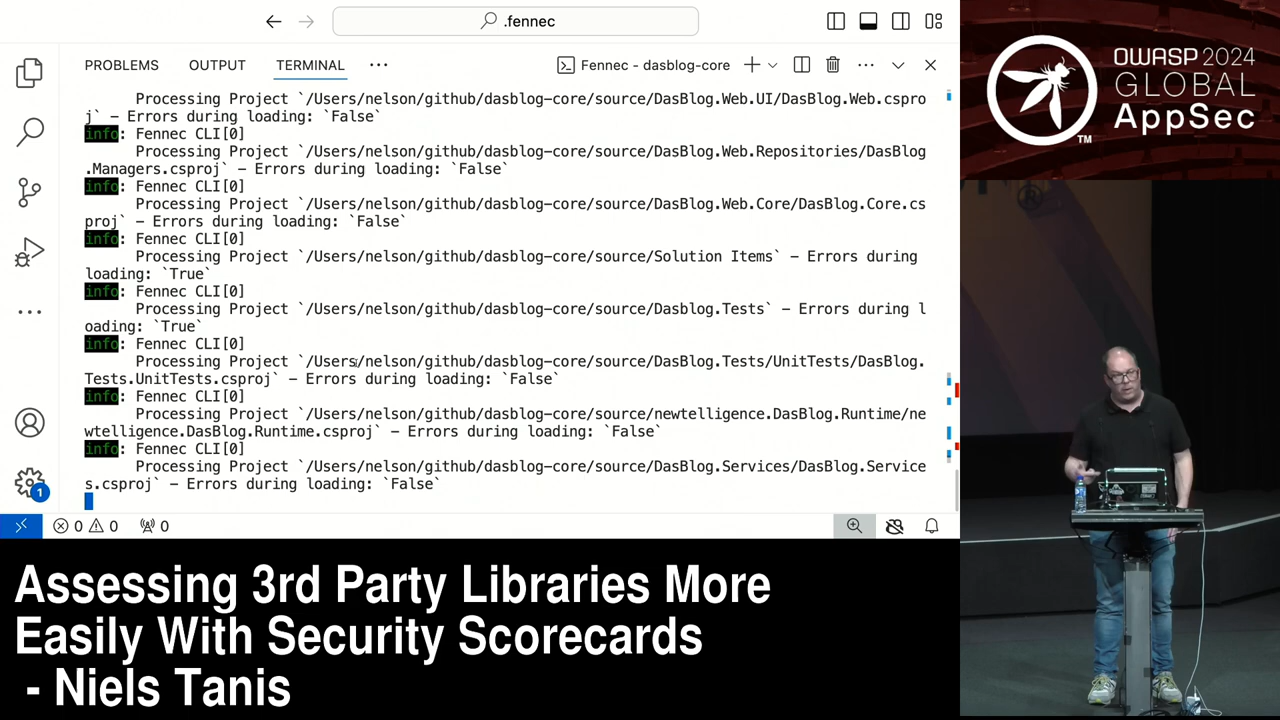 .fennec
PROBLEMS OUTPUT TERMINAL ··· Fennec - dasblog-core
Processing Project `/Users/nelson/github/dasblog-core/source/DasBlog.Web.UI/DasBlog.Web.cspro
j` – Errors during loading: `False`
info: Fennec CLI[0]
Processing Project `/Users/nelson/github/dasblog-core/source/DasBlog.Web.Repositories/DasBlog
.Managers.csproj` – Errors during loading: `False`
info: Fennec CLI[0]
Processing Project `/Users/nelson/github/dasblog-core/source/DasBlog.Web.Core/DasBlog.Core.cs
proj` – Errors during loading: `False`
info: Fennec CLI[0]
Processing Project `/Users/nelson/github/dasblog-core/source/Solution Items` – Errors during
loading: `True`
info: Fennec CLI[0]
Processing Project `/Users/nelson/github/dasblog-core/source/Dasblog.Tests` – Errors during l
oading: `True`
info: Fennec CLI[0]
Processing Project `/Users/nelson/github/dasblog-core/source/DasBlog.Tests/UnitTests/DasBlog.
Tests.UnitTests.csproj` – Errors during loading: `False`
info: Fennec CLI[0]
Processing Project `/Users/nelson/github/dasblog-core/source/newtelligence.DasBlog.Runtime/ne
wtelligence.DasBlog.Runtime.csproj` – Errors during loading: `False`
info: Fennec CLI[0]
Processing Project `/Users/nelson/github/dasblog-core/source/DasBlog.Services/DasBlog.Service
s.csproj` – Errors during loading: `False`
1
0 0 0
OWASP 2024
GLOBAL
AppSec
TM
Assessing 3rd Party Libraries More
Easily With Security Scorecards
- Niels Tanis